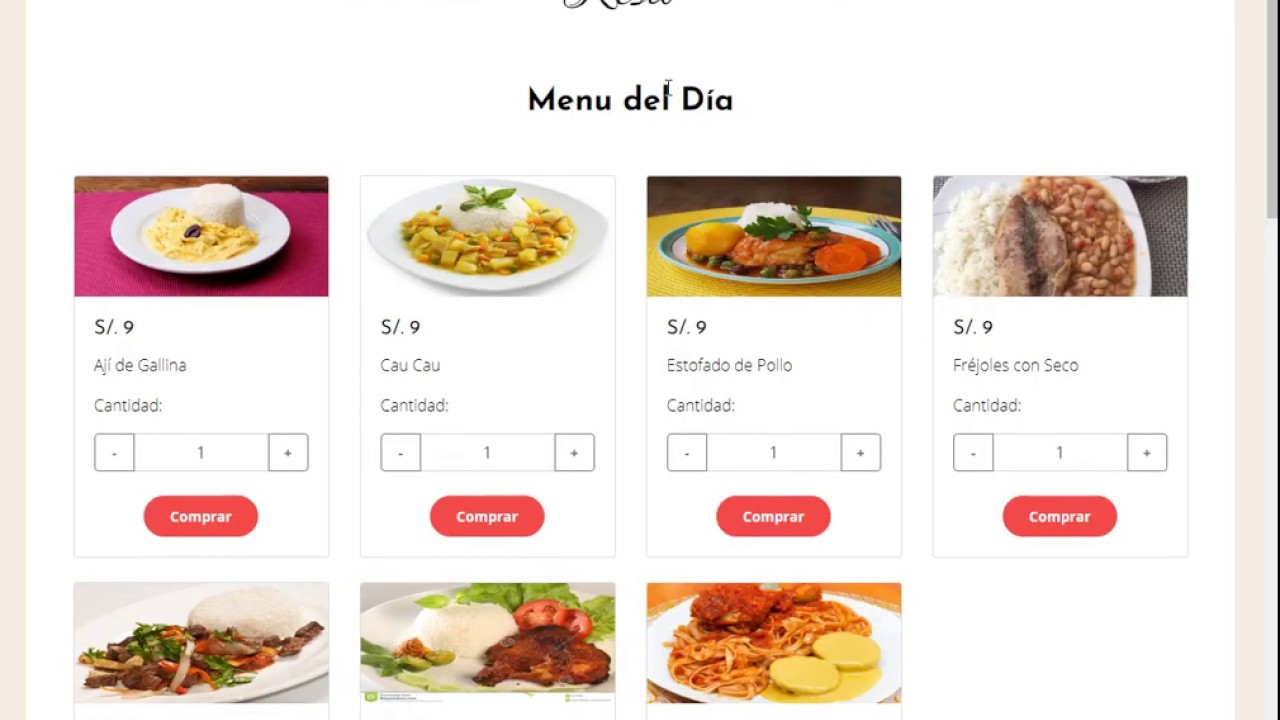 Menu del Día
S/. 9
Ají de Gallina
Cantidad:
- 1 +
Comprar
S/. 9
Cau Cau
Cantidad:
- 1 +
Comprar
S/. 9
Estofado de Pollo
Cantidad:
- 1 +
Comprar
S/. 9
Fréjoles con Seco
Cantidad:
- 1 +
Comprar